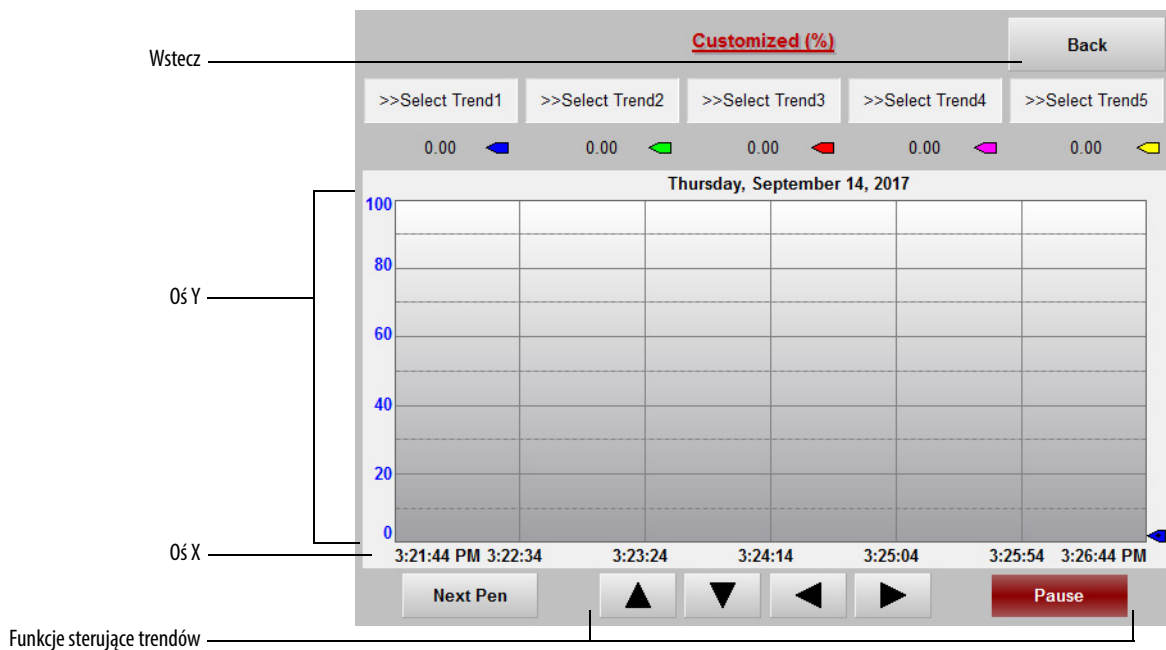 Customized (%)
Back
Wstecz
>>Select Trend1 >>Select Trend2 >>Select Trend3 >>Select Trend4 >>Select Trend5
0.00 0.00 0.00 0.00 0.00
Thursday, September 14, 2017
100
80
Oś Y
60
40
20
0
Oś X
3:21:44 PM 3:22:34 3:23:24 3:24:14 3:25:04 3:25:54 3:26:44 PM
Next Pen
Pause
Funkcje sterujące trendów